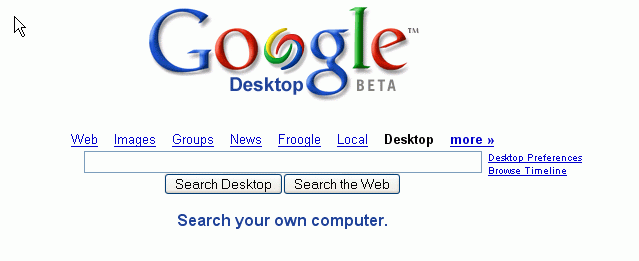 Google™
Desktop BETA
Web Images Groups News Froogle Local Desktop more »
Desktop Preferences
Browse Timeline
Search Desktop Search the Web
Search your own computer.